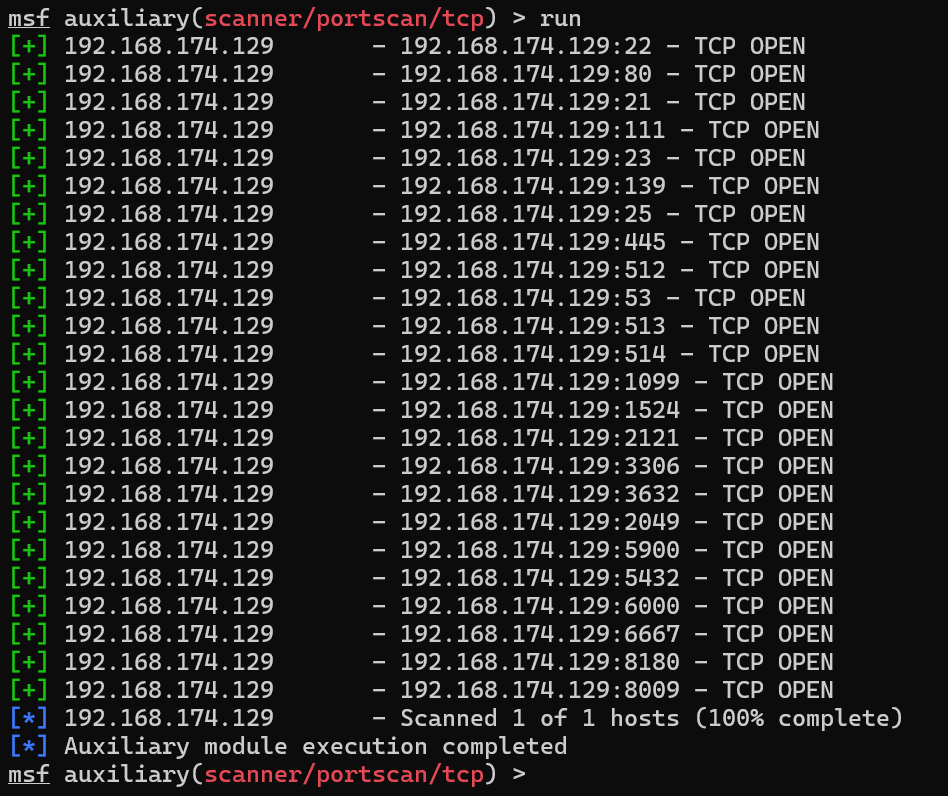 msf auxiliary(scanner/portscan/tcp) > run
[+] 192.168.174.129       - 192.168.174.129:22 - TCP OPEN
[+] 192.168.174.129       - 192.168.174.129:80 - TCP OPEN
[+] 192.168.174.129       - 192.168.174.129:21 - TCP OPEN
[+] 192.168.174.129       - 192.168.174.129:111 - TCP OPEN
[+] 192.168.174.129       - 192.168.174.129:23 - TCP OPEN
[+] 192.168.174.129       - 192.168.174.129:139 - TCP OPEN
[+] 192.168.174.129       - 192.168.174.129:25 - TCP OPEN
[+] 192.168.174.129       - 192.168.174.129:445 - TCP OPEN
[+] 192.168.174.129       - 192.168.174.129:512 - TCP OPEN
[+] 192.168.174.129       - 192.168.174.129:53 - TCP OPEN
[+] 192.168.174.129       - 192.168.174.129:513 - TCP OPEN
[+] 192.168.174.129       - 192.168.174.129:514 - TCP OPEN
[+] 192.168.174.129       - 192.168.174.129:1099 - TCP OPEN
[+] 192.168.174.129       - 192.168.174.129:1524 - TCP OPEN
[+] 192.168.174.129       - 192.168.174.129:2121 - TCP OPEN
[+] 192.168.174.129       - 192.168.174.129:3306 - TCP OPEN
[+] 192.168.174.129       - 192.168.174.129:3632 - TCP OPEN
[+] 192.168.174.129       - 192.168.174.129:2049 - TCP OPEN
[+] 192.168.174.129       - 192.168.174.129:5900 - TCP OPEN
[+] 192.168.174.129       - 192.168.174.129:5432 - TCP OPEN
[+] 192.168.174.129       - 192.168.174.129:6000 - TCP OPEN
[+] 192.168.174.129       - 192.168.174.129:6667 - TCP OPEN
[+] 192.168.174.129       - 192.168.174.129:8180 - TCP OPEN
[+] 192.168.174.129       - 192.168.174.129:8009 - TCP OPEN
[*] 192.168.174.129       - Scanned 1 of 1 hosts (100% complete)
[*] Auxiliary module execution completed
msf auxiliary(scanner/portscan/tcp) >